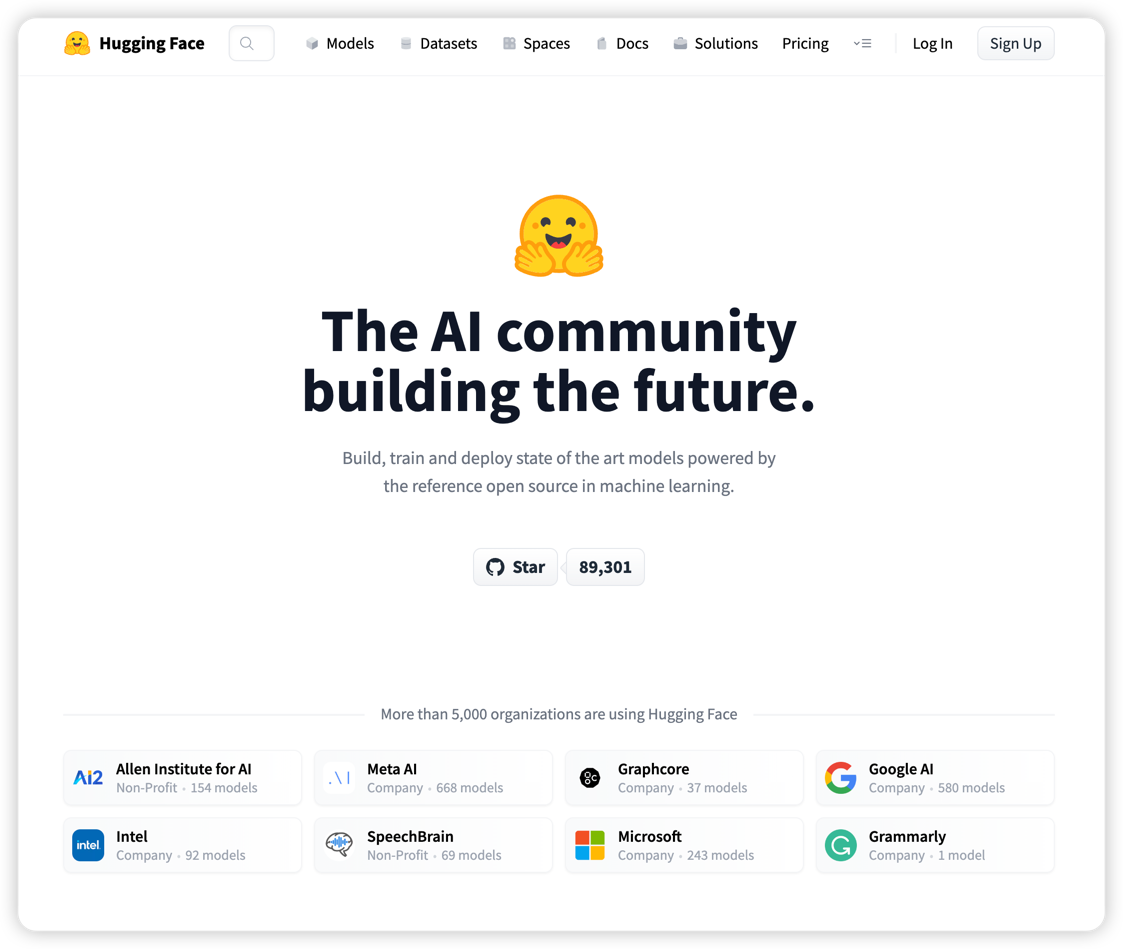 Hugging Face Models Datasets Spaces Docs Solutions Pricing Log In Sign Up
The AI community
building the future.
Build, train and deploy state of the art models powered by
the reference open source in machine learning.
Star 89,301
More than 5,000 organizations are using Hugging Face
Ai2 Allen Institute for AI
Non-Profit • 154 models
.\| Meta AI
Company • 668 models
Graphcore
Company • 37 models
Google AI
Company • 580 models
intel Intel
Company • 92 models
SpeechBrain
Non-Profit • 69 models
Microsoft
Company • 243 models
Grammarly
Company • 1 model